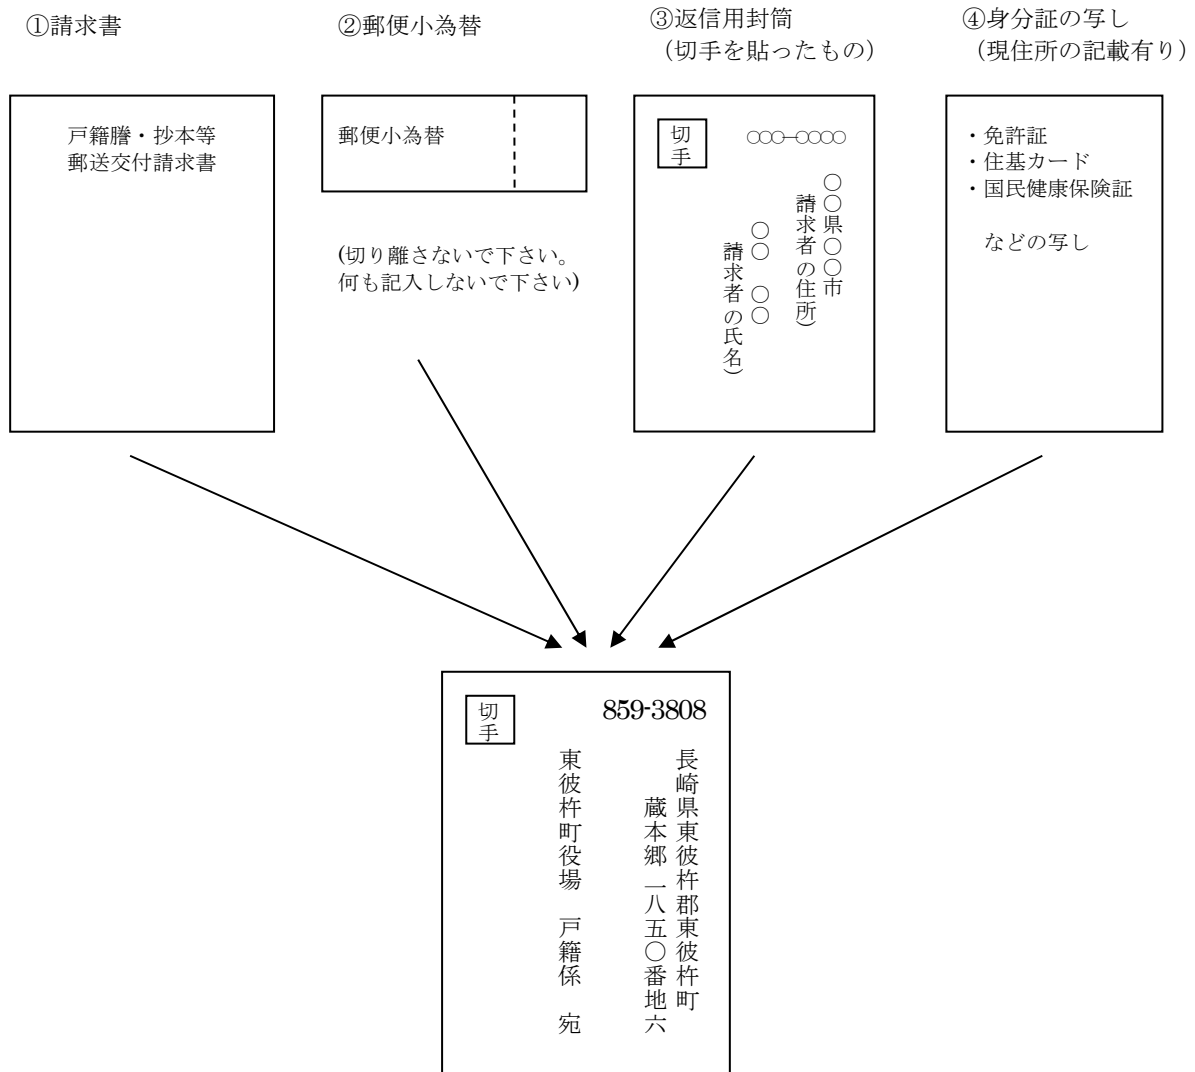 ①請求書
②郵便小為替
③返信用封筒
（切手を貼ったもの）
④身分証の写し
（現住所の記載有り）
戸籍謄・抄本等
郵送交付請求書
郵便小為替
(切り離さないで下さい。
何も記入しないで下さい)
切手
○○○－○○○○
○○県○○市
請求者の住所)
○○　○○
請求者の氏名)
・免許証
・住基カード
・国民健康保険証
などの写し
切手
859-3808
長崎県東彼杵郡東彼杵町
蔵本郷一八五〇番地六
東彼杵町役場　戸籍係　宛